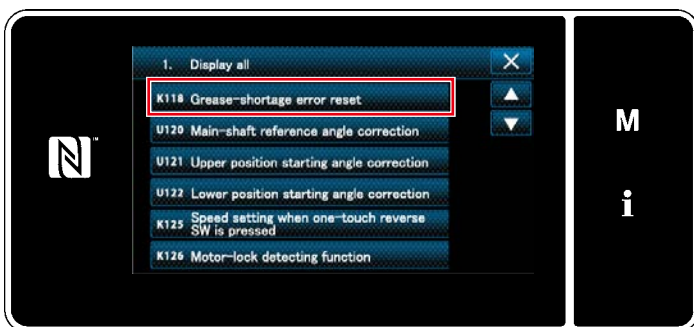 1. Display all
K118 Grease-shortage error reset
U120 Main-shaft reference angle correction
U121 Upper position starting angle correction
U122 Lower position starting angle correction
K125 Speed setting when one-touch reverse
SW is pressed
K126 Motor-lock detecting function
M
i